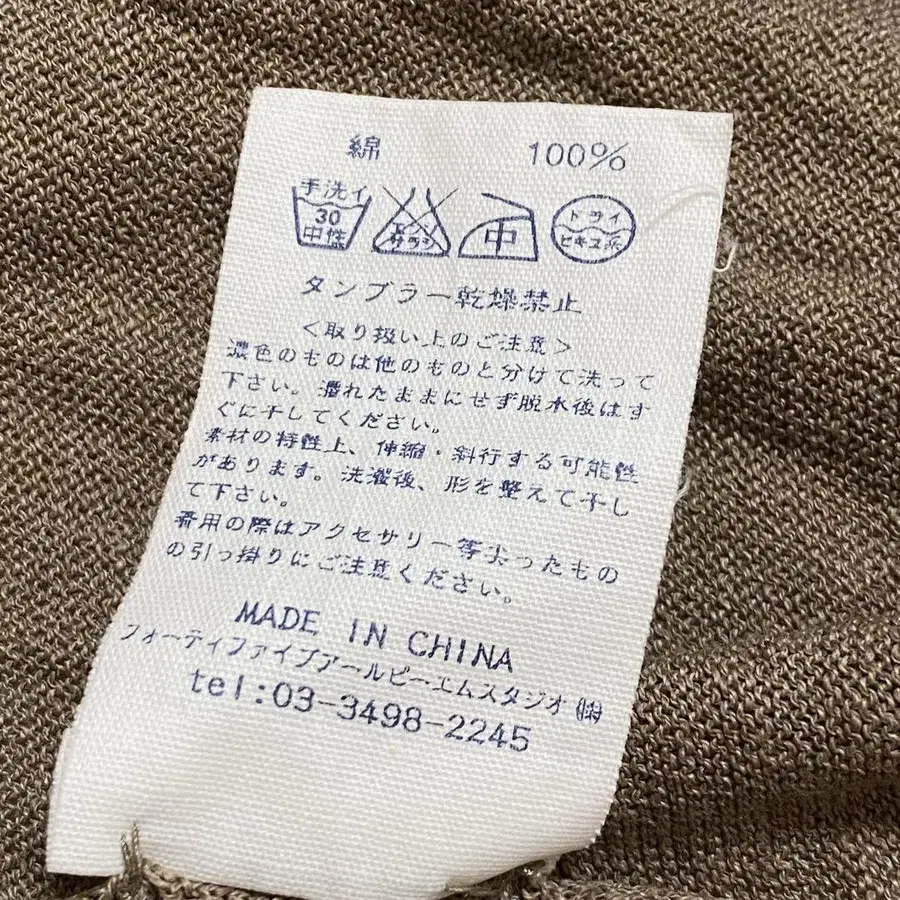 綿 100%
手洗イ 30 中性
エンソ サラシ
中
ドライ
セキユ系
タンブラー乾燥禁止
<取り扱い上のご注意>
濃色のものは他のものと分けて洗って
下さい。濡れたままにせず脱水後はす
ぐに干してください。
素材の特性上、伸縮・斜行する可能性
があります。洗濯後、形を整えて干し
て下さい。
着用の際はアクセサリー等尖ったもの
の引っ掛りにご注意ください。
MADE IN CHINA
フォーティファイブアールピーエムスタジオ㈱
tel:03-3498-2245